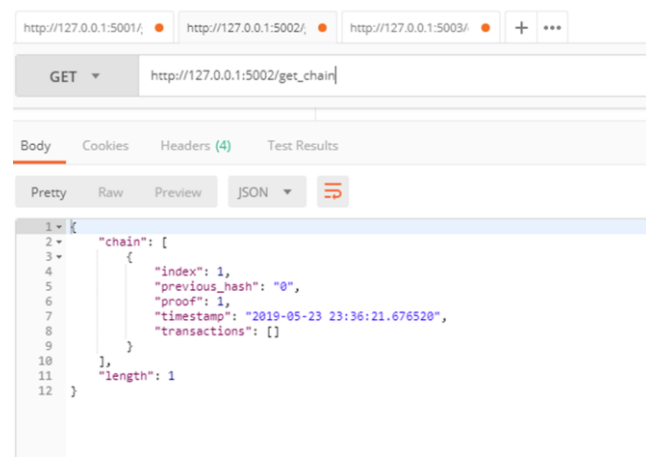 http://127.0.0.1:5001/ http://127.0.0.1:5002/ http://127.0.0.1:5003/ + •••
GET http://127.0.0.1:5002/get_chain
Body Cookies Headers (4) Test Results
Pretty Raw Preview JSON
1 {
2 "chain": [
3 {
4 "index": 1,
5 "previous_hash": "0",
6 "proof": 1,
7 "timestamp": "2019-05-23 23:36:21.676520",
8 "transactions": []
9 }
10 ],
11 "length": 1
12 }